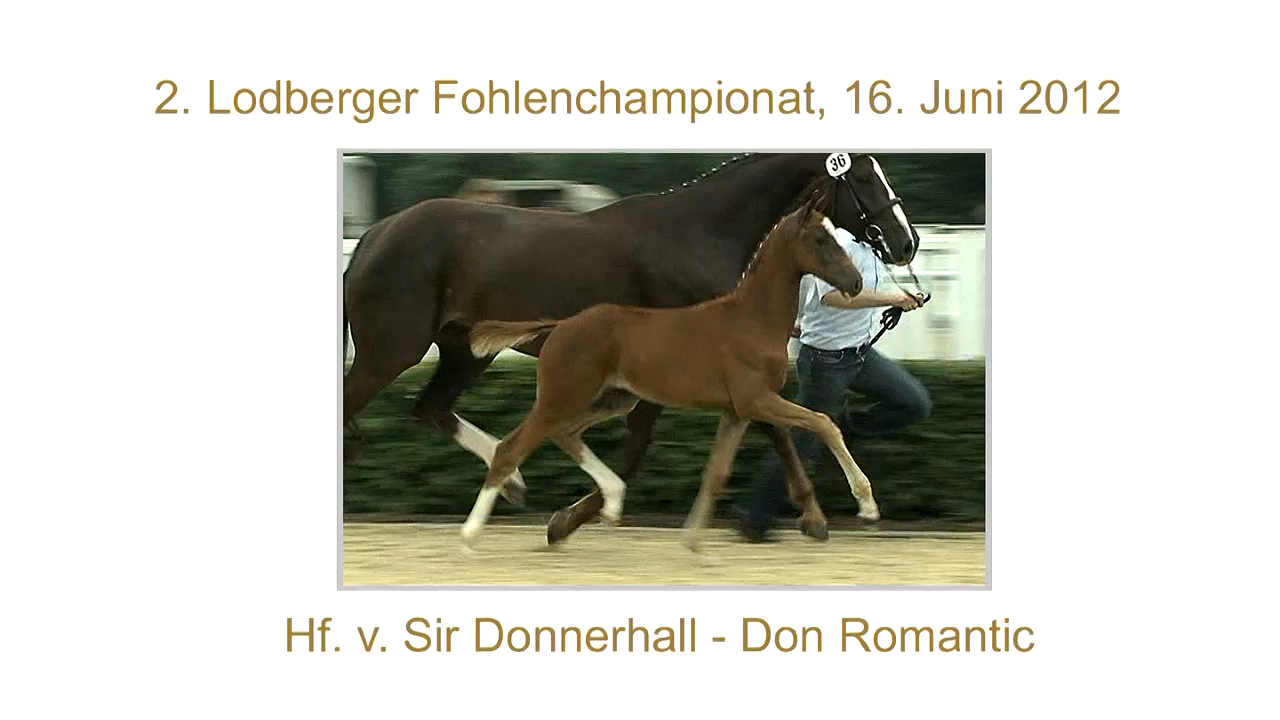 2. Lodberger Fohlenchampionat, 16. Juni 2012
36
Hf. v. Sir Donnerhall - Don Romantic